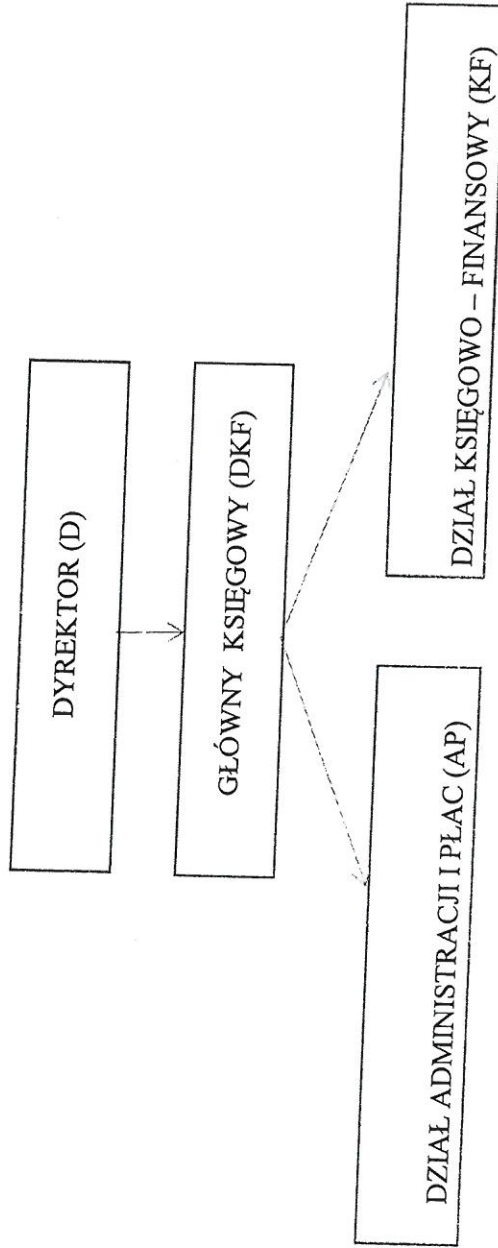 DYREKTOR (D)
GŁÓWNY KSIĘGOWY (DKF)
DZIAŁ ADMINISTRACJI I PŁAC (AP)
DZIAŁ KSIĘGOWO – FINANSOWY (KF)